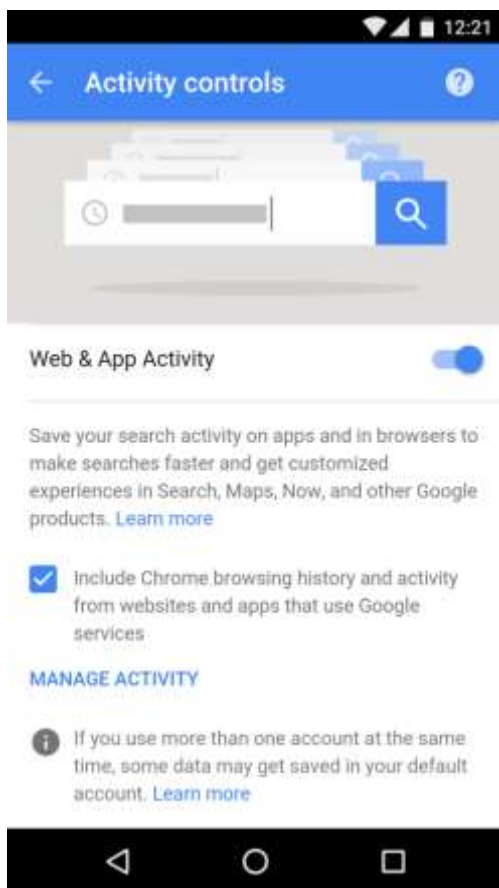 12:21
Activity controls
Web & App Activity
Save your search activity on apps and in browsers to
make searches faster and get customized
experiences in Search, Maps, Now, and other Google
products. Learn more
Include Chrome browsing history and activity
from websites and apps that use Google
services
MANAGE ACTIVITY
If you use more than one account at the same
time, some data may get saved in your default
account. Learn more